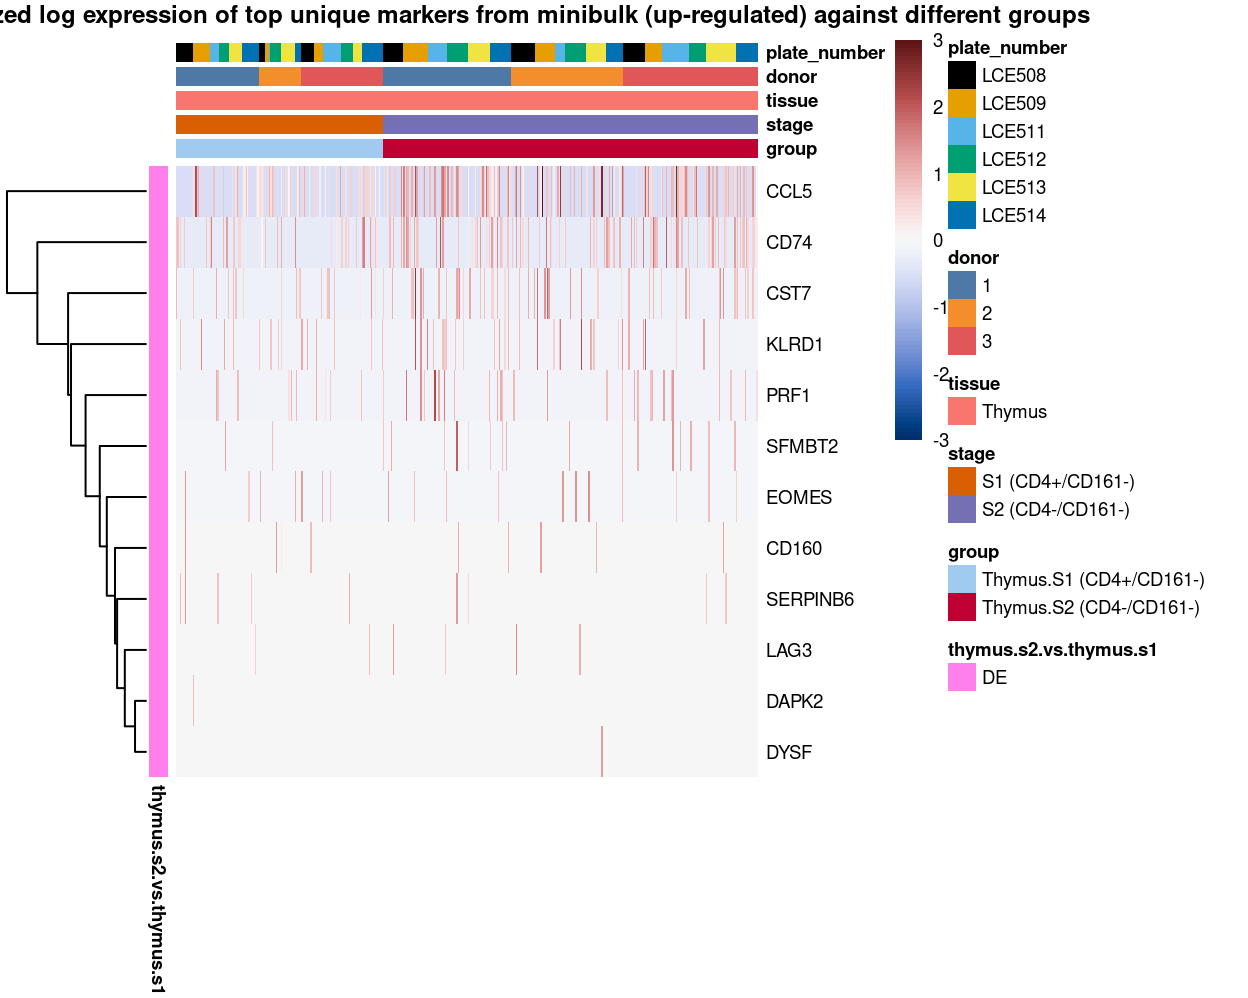 zed log expression of top unique markers from minibulk (up-regulated) against different groups
plate_number
donor
tissue
stage
group
CCL5
CD74
CST7
KLRD1
PRF1
SFMBT2
EOMES
CD160
SERPINB6
LAG3
DAPK2
DYSF
thymus.s2.vs.thymus.s1
3
2
1
0
-1
-2
-3
plate_number
LCE508
LCE509
LCE511
LCE512
LCE513
LCE514
donor
1
2
3
tissue
Thymus
stage
S1 (CD4+/CD161-)
S2 (CD4-/CD161-)
group
Thymus.S1 (CD4+/CD161-)
Thymus.S2 (CD4-/CD161-)
thymus.s2.vs.thymus.s1
DE